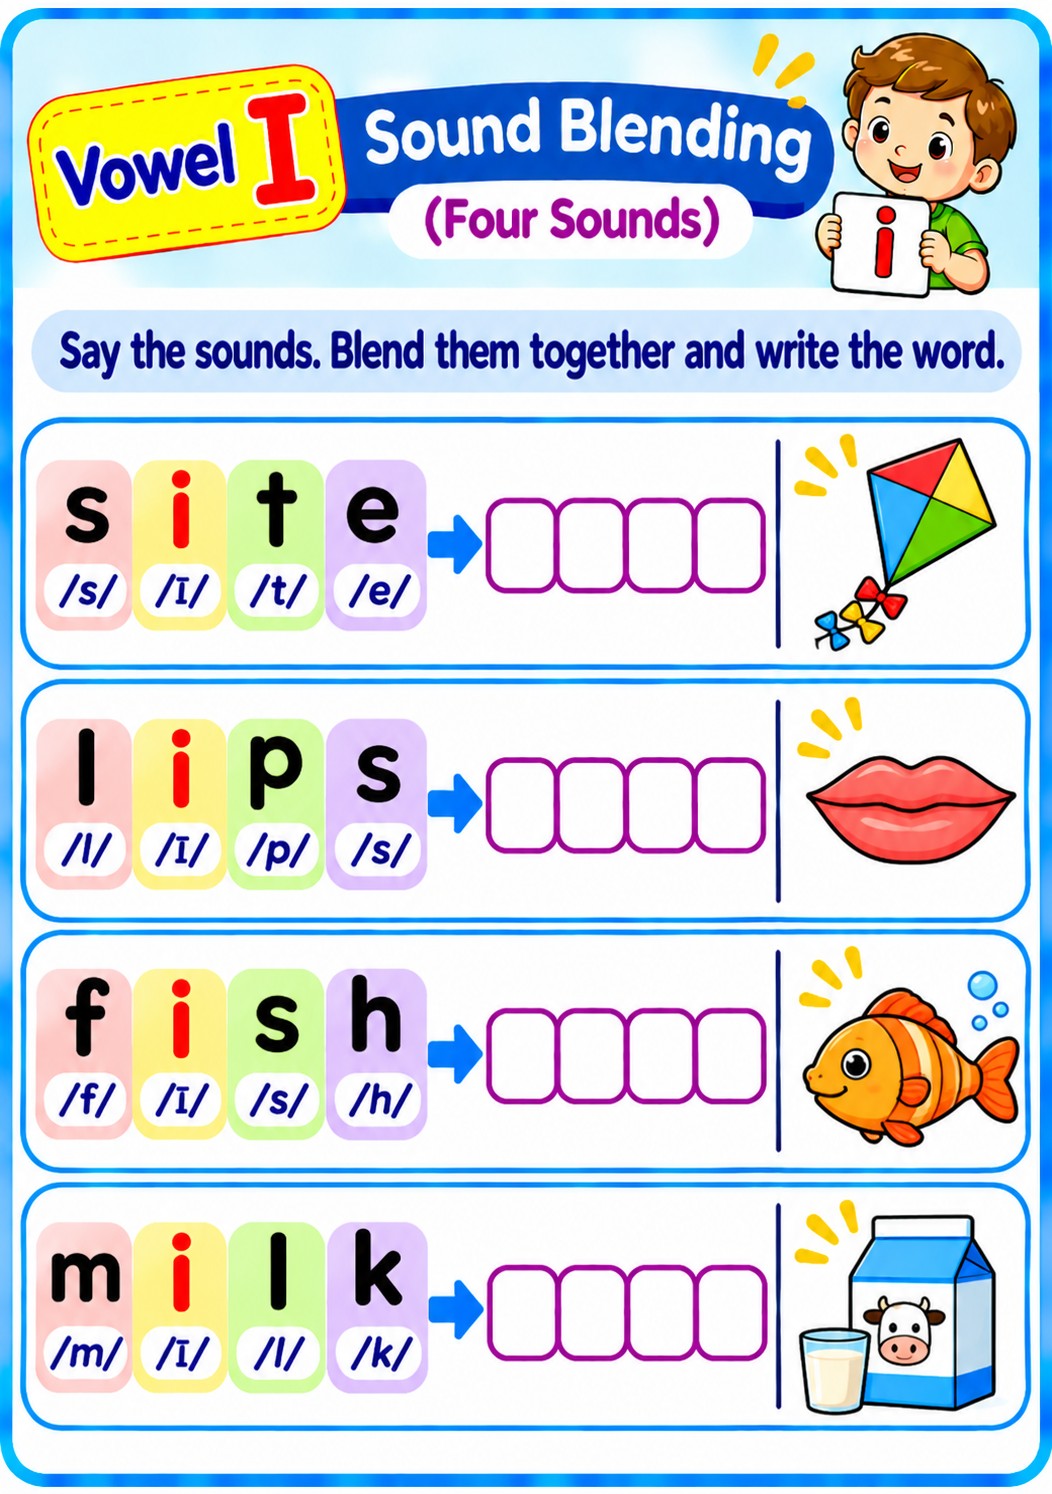 Vowel I
Sound Blending
(Four Sounds)
i
Say the sounds. Blend them together and write the word.
s i t e
/s/ /ɪ/ /t/ /e/
l i p s
/l/ /ɪ/ /p/ /s/
f i s h
/f/ /ɪ/ /s/ /h/
m i l k
/m/ /ɪ/ /l/ /k/